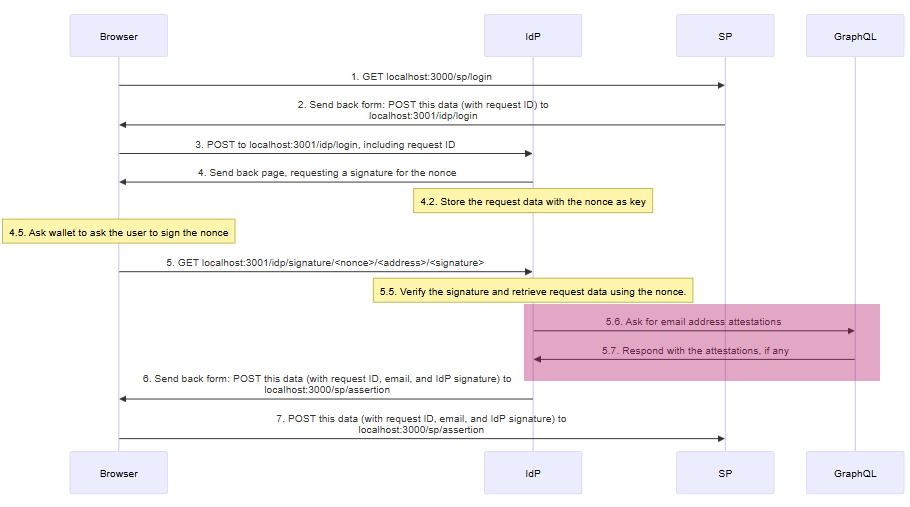 Browser
IdP
SP
GraphQL
1. GET localhost:3000/sp/login
2. Send back form: POST this data (with request ID) to
localhost:3001/idp/login
3. POST to localhost:3001/idp/login, including request ID
4. Send back page, requesting a signature for the nonce
4.2. Store the request data with the nonce as key
4.5. Ask wallet to ask the user to sign the nonce
5. GET localhost:3001/idp/signature/<nonce>/<address>/<signature>
5.5. Verify the signature and retrieve request data using the nonce.
5.6. Ask for email address attestations
5.7. Respond with the attestations, if any
6. Send back form: POST this data (with request ID, email, and IdP signature) to
localhost:3000/sp/assertion
7. POST this data (with request ID, email, and IdP signature) to
localhost:3000/sp/assertion
Browser
IdP
SP
GraphQL